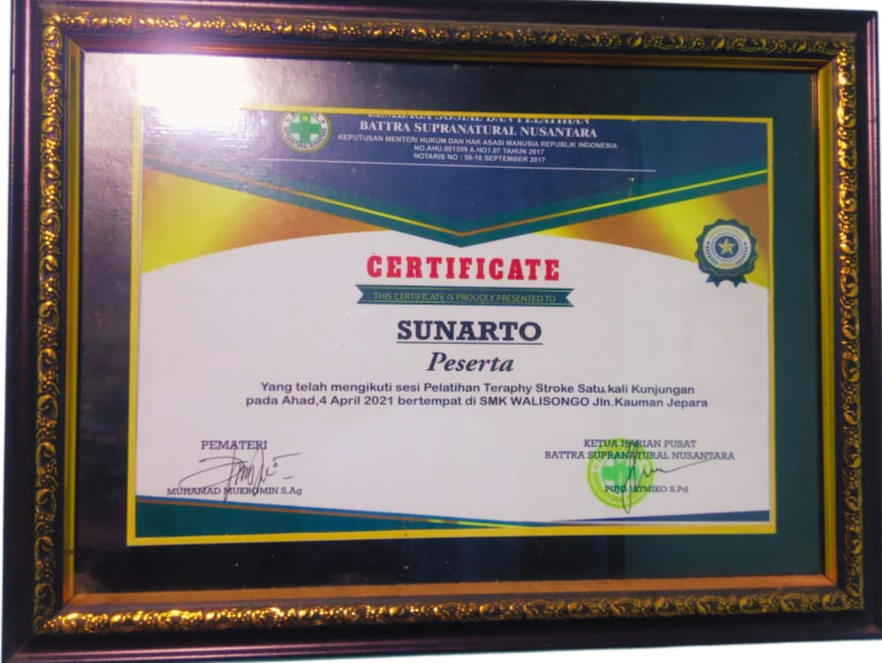 LEMBAGA SOSIAL DAN PELATIHAN
BATTRA SUPRANATURAL NUSANTARA
KEPUTUSAN MENTERI HUKUM DAN HAK ASASI MANUSIA REPUBLIK INDONESIA
NO.AHU.001359 A.HO1.07 TAHUN 2017
NOTARIS NO : 59-18 SEPTEMBER 2017
CERTIFICATE
THIS CERTIFICATE IS PROUDLY PRESENTED TO
SUNARTO
Peserta
Yang telah mengikuti sesi Pelatihan Teraphy Stroke Satu.kali Kunjungan
pada Ahad,4 April 2021 bertempat di SMK WALISONGO Jln.Kauman Jepara
PEMATERI
MUHAMAD MUKROMIN S.Ag
KETUA HARIAN PUSAT
BATTRA SUPRANATURAL NUSANTARA
PUJO JATMIKO S.Pd